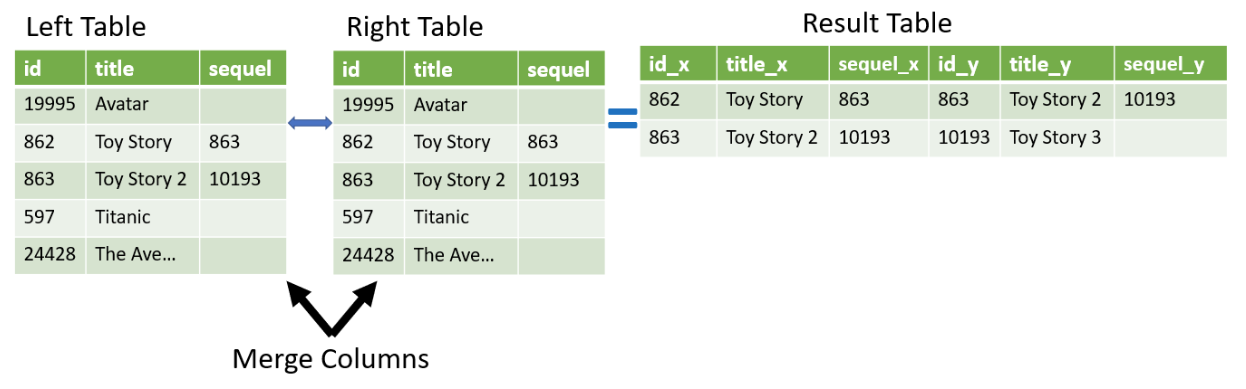 Left Table
id title sequel
19995 Avatar
862 Toy Story 863
863 Toy Story 2 10193
597 Titanic
24428 The Ave...
Right Table
id title sequel
19995 Avatar
862 Toy Story 863
863 Toy Story 2 10193
597 Titanic
24428 The Ave...
Result Table
id_x title_x sequel_x id_y title_y sequel_y
862 Toy Story 863 863 Toy Story 2 10193
863 Toy Story 2 10193 10193 Toy Story 3
Merge Columns